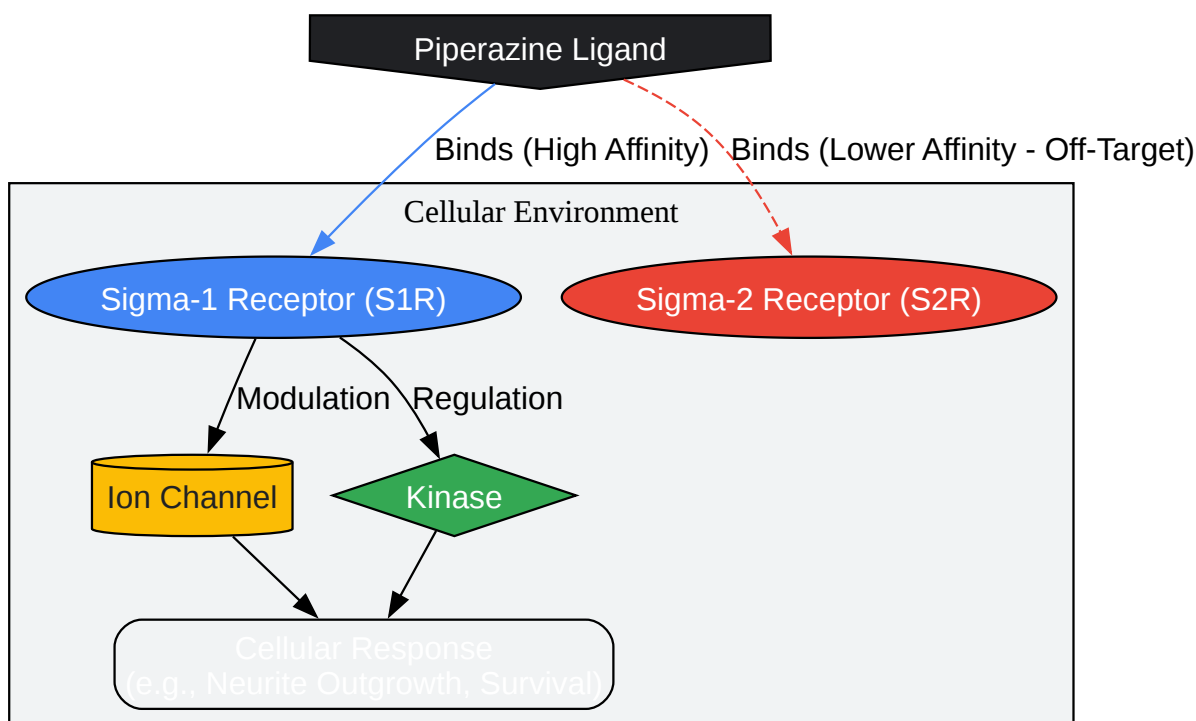 Piperazine Ligand
Binds (High Affinity)
Binds (Lower Affinity - Off-Target)
Cellular Environment
Sigma-1 Receptor (S1R)
Sigma-2 Receptor (S2R)
Modulation
Regulation
Ion Channel
Kinase
Cellular Response
(e.g., Neurite Outgrowth, Survival)